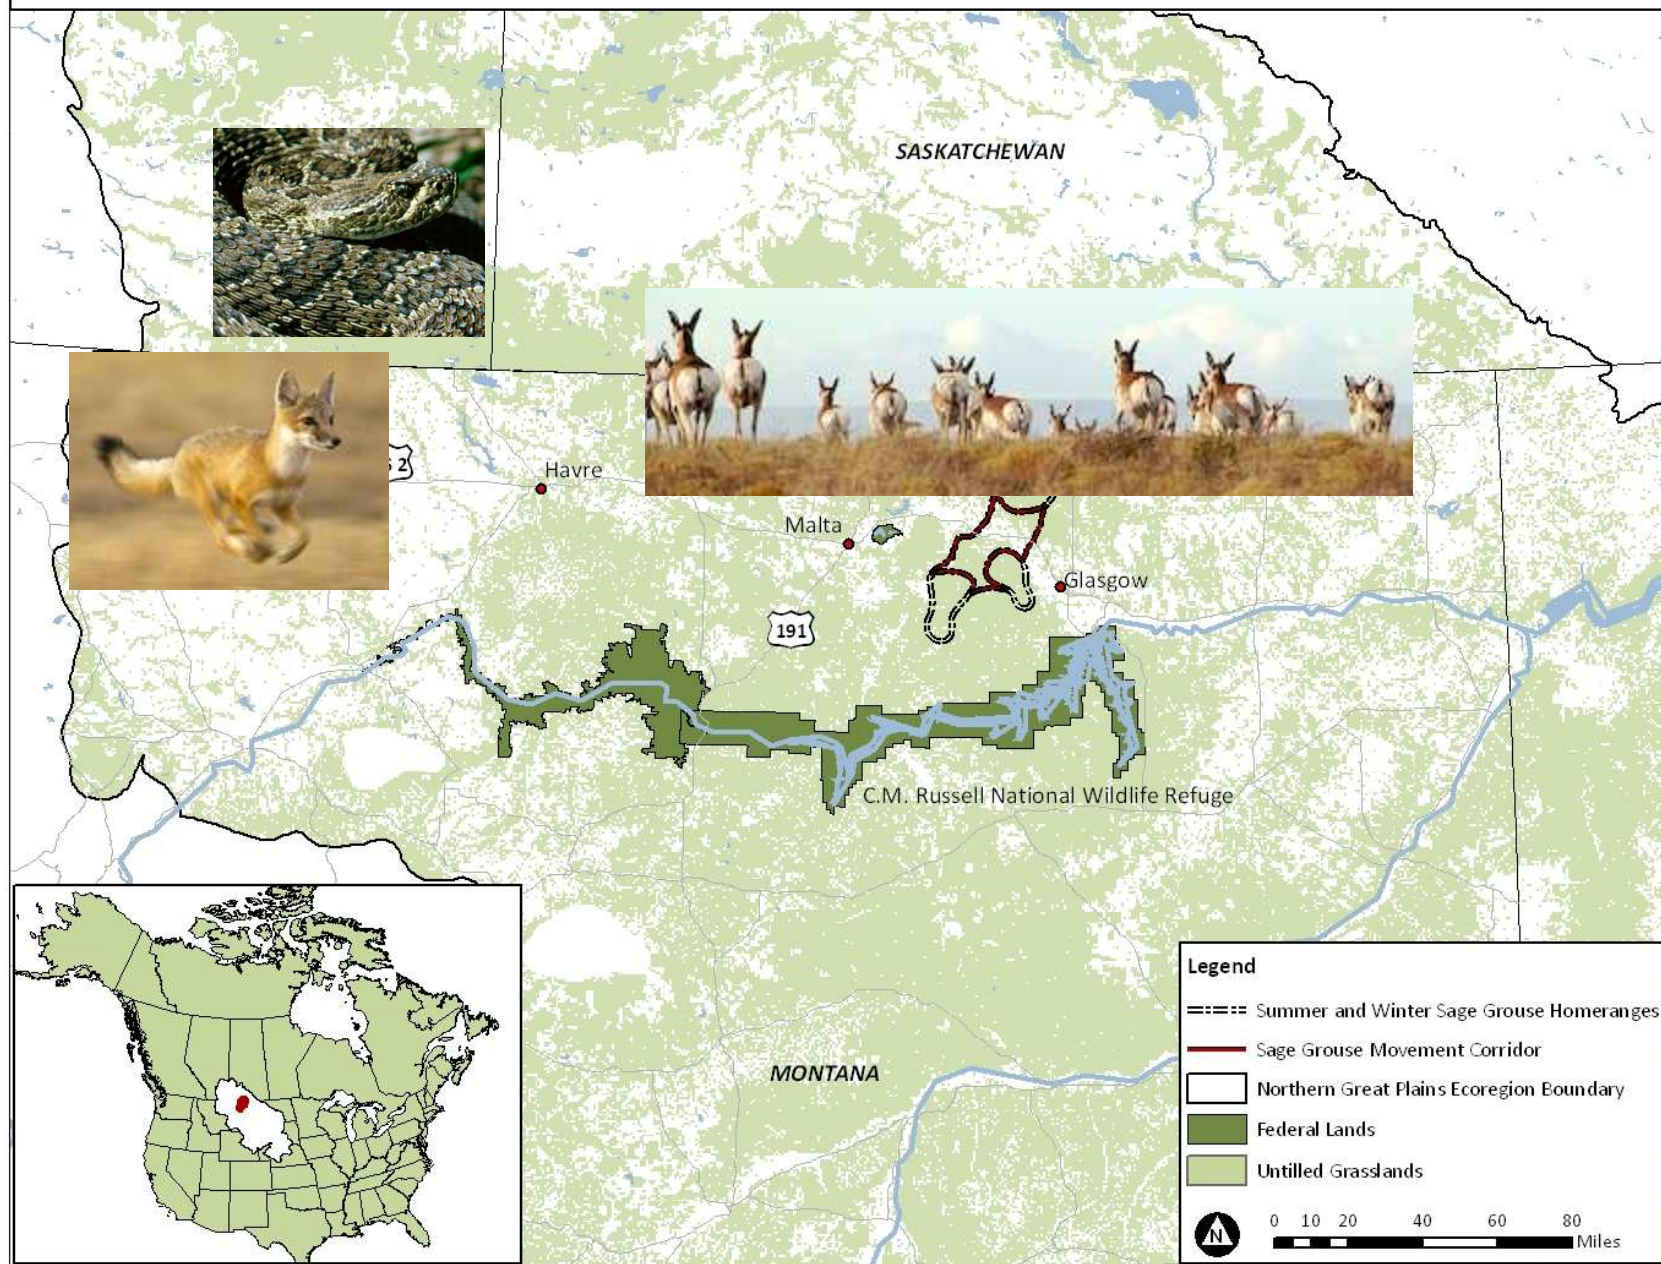 SASKATCHEWAN
2
Havre
Malta
Glasgow
191
C.M. Russell National Wildlife Refuge
MONTANA
Legend
Summer and Winter Sage Grouse Homeranges
Sage Grouse Movement Corridor
Northern Great Plains Ecoregion Boundary
Federal Lands
Untilled Grasslands
N
0 10 20 40 60 80
Miles